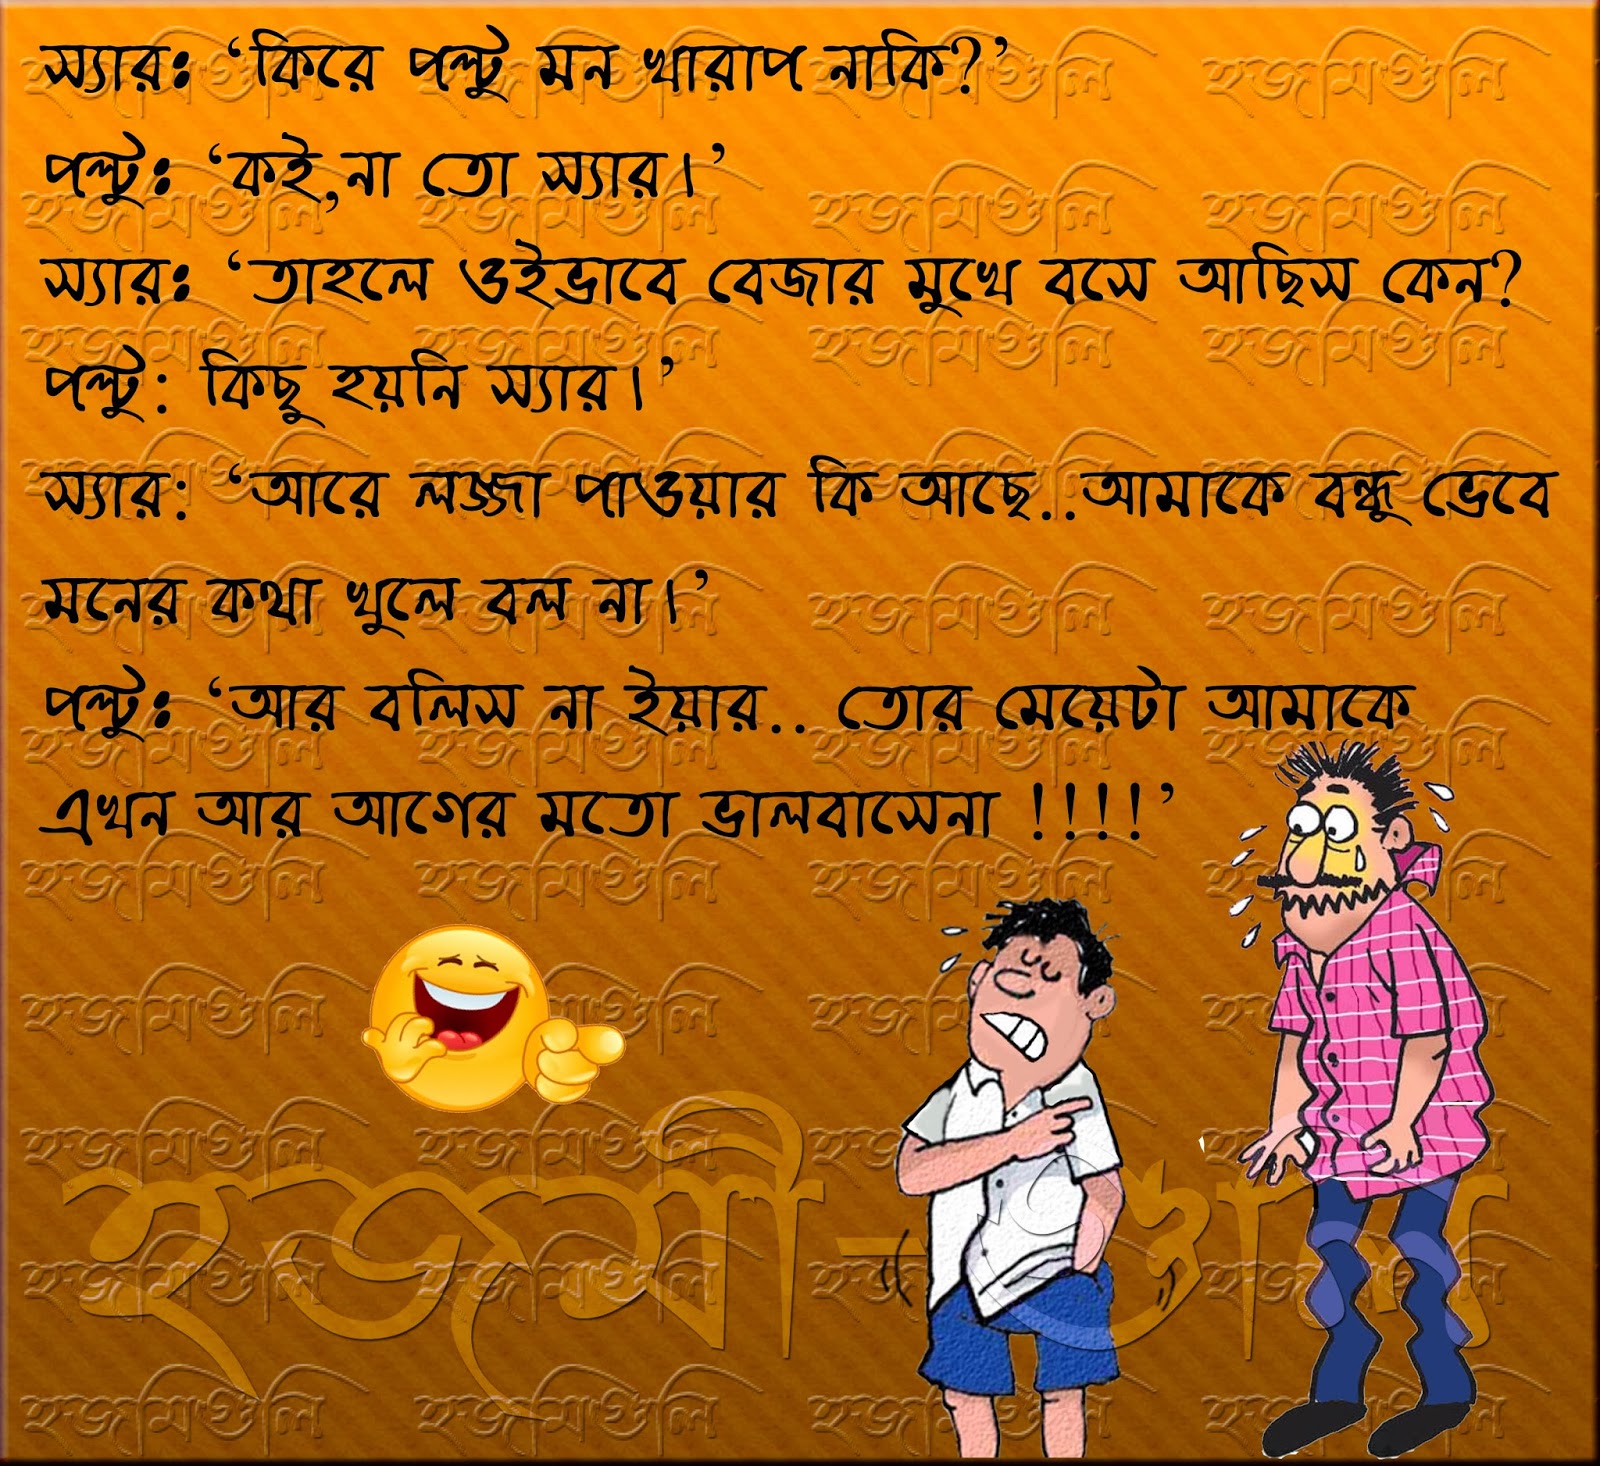 স্যারঃ ‘কিরে পল্টু মন খারাপ নাকি?’
পল্টুঃ ‘কই,না তো স্যার।’
স্যারঃ ‘তাহলে ওইভাবে বেজার মুখে বসে আছিস কেন?
পল্টু: কিছু হয়নি স্যার।’
স্যার: ‘আরে লজ্জা পাওয়ার কি আছে..আমাকে বন্ধু ভেবে
মনের কথা খুলে বল না।’
পল্টুঃ ‘আর বলিস না ইয়ার.. তোর মেয়েটা আমাকে
এখন আর আগের মতো ভালবাসেনা !!!!’
হজমী-গুলি